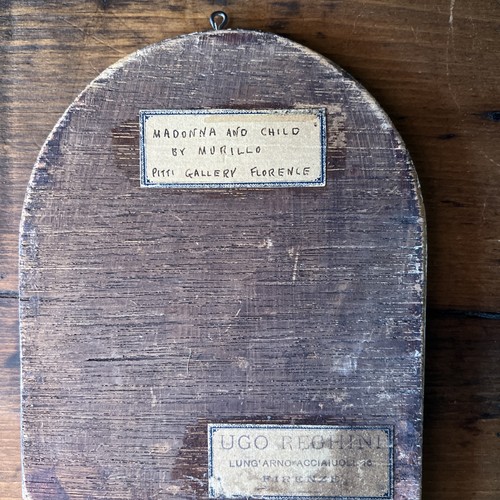 MADONNA AND CHILD
BY MURILLO
PITTI GALLERY FLORENCE
UGO REGHINI
LUNG'ARNO ACCIAIUOLI
FIRENZE